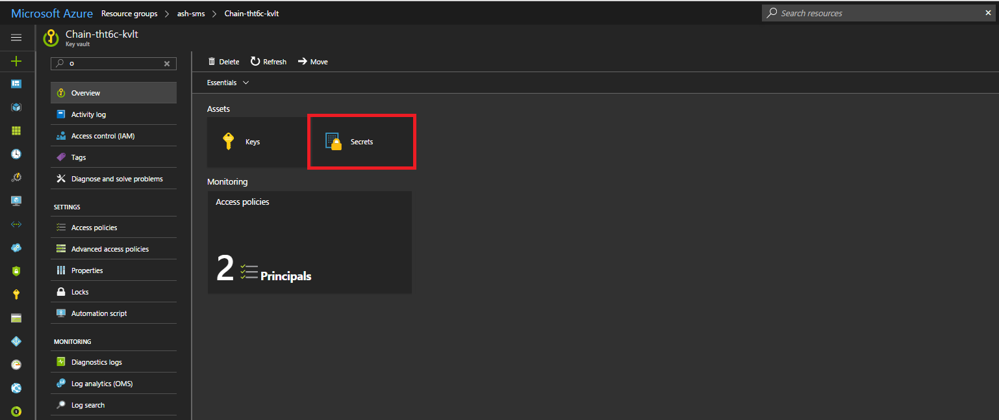 Microsoft Azure Resource groups > ash-sms > Chain-tht6c-kvlt
Search resources
Chain-tht6c-kvlt
Key vault
o
Overview
Activity log
Access control (IAM)
Tags
Diagnose and solve problems
SETTINGS
Access policies
Advanced access policies
Properties
Locks
Automation script
MONITORING
Diagnostics logs
Log analytics (OMS)
Log search
Delete Refresh Move
Essentials
Assets
Keys
Secrets
Monitoring
Access policies
2 Principals